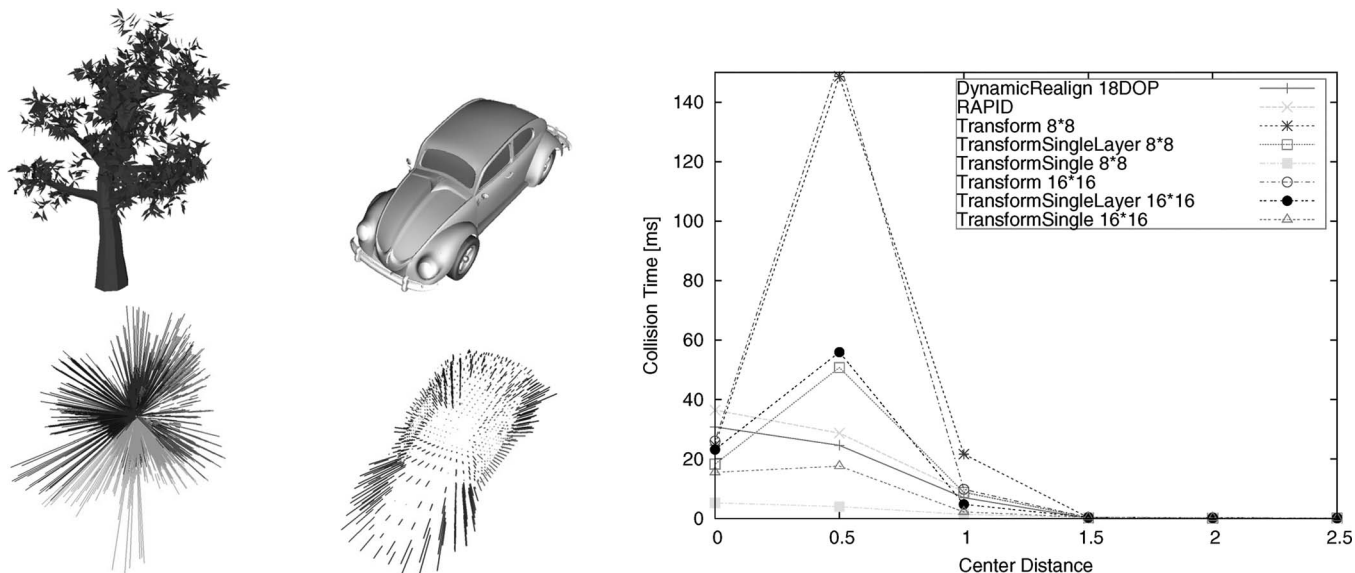 140
120
100
80
60
40
20
0
Collision Time [ms]
DynamicRealign 18DOP
RAPID
Transform 8*8
TransformSingleLayer 8*8
TransformSingle 8*8
Transform 16*16
TransformSingleLayer 16*16
TransformSingle 16*16
0 0.5 1 1.5 2 2.5
Center Distance